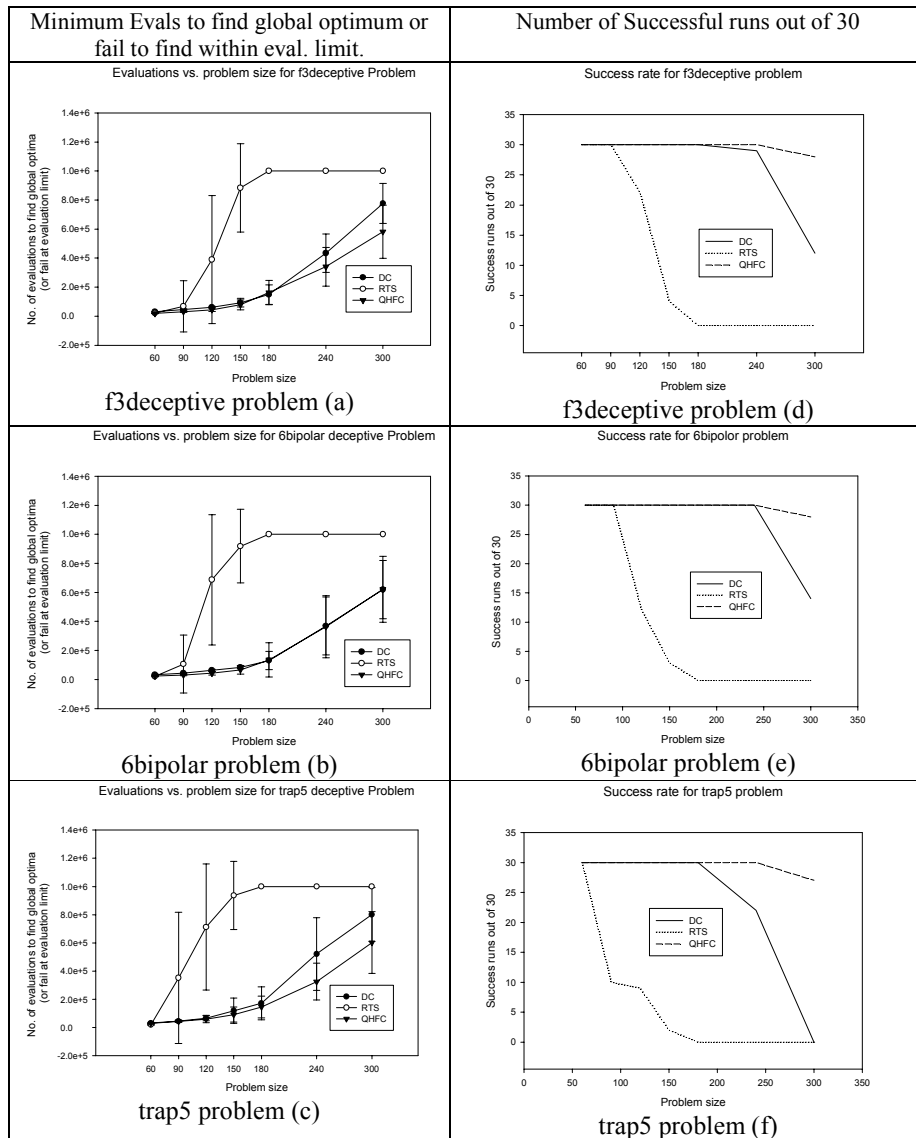 Minimum Evals to find global optimum or
fail to find within eval. limit.
Number of Successful runs out of 30
Evaluations vs. problem size for f3deceptive Problem
No. of evaluations to find global optima
(or fail at evaluation limit)
1.4e+6
1.2e+6
1.0e+6
8.0e+5
6.0e+5
4.0e+5
2.0e+5
0.0
-2.0e+5
DC
RTS
QHFC
60 90 120 150 180 240 300
Problem size
f3deceptive problem (a)
Success rate for f3deceptive problem
Success runs out of 30
35
30
25
20
15
10
5
0
DC
RTS
QHFC
60 90 120 150 180 240 300
Problem size
f3deceptive problem (d)
Evaluations vs. problem size for 6bipolar deceptive Problem
No. of evaluations to find global optima
(or fail at evaluation limit)
1.4e+6
1.2e+6
1.0e+6
8.0e+5
6.0e+5
4.0e+5
2.0e+5
0.0
-2.0e+5
DC
RTS
QHFC
60 90 120 150 180 240 300
Problem size
6bipolar problem (b)
Success rate for 6bipolor problem
Success runs out of 30
35
30
25
20
15
10
5
0
DC
RTS
QHFC
0 50 100 150 200 250 300 350
Problem size
6bipolar problem (e)
Evaluations vs. problem size for trap5 deceptive Problem
No. of evaluations to find global optima
(or fail at evaluation limit)
1.4e+6
1.2e+6
1.0e+6
8.0e+5
6.0e+5
4.0e+5
2.0e+5
0.0
-2.0e+5
DC
RTS
QHFC
60 90 120 150 180 240 300
Problem size
trap5 problem (c)
Success rate for trap5 problem
Success runs out of 30
35
30
25
20
15
10
5
0
DC
RTS
QHFC
0 50 100 150 200 250 300 350
Problem size
trap5 problem (f)